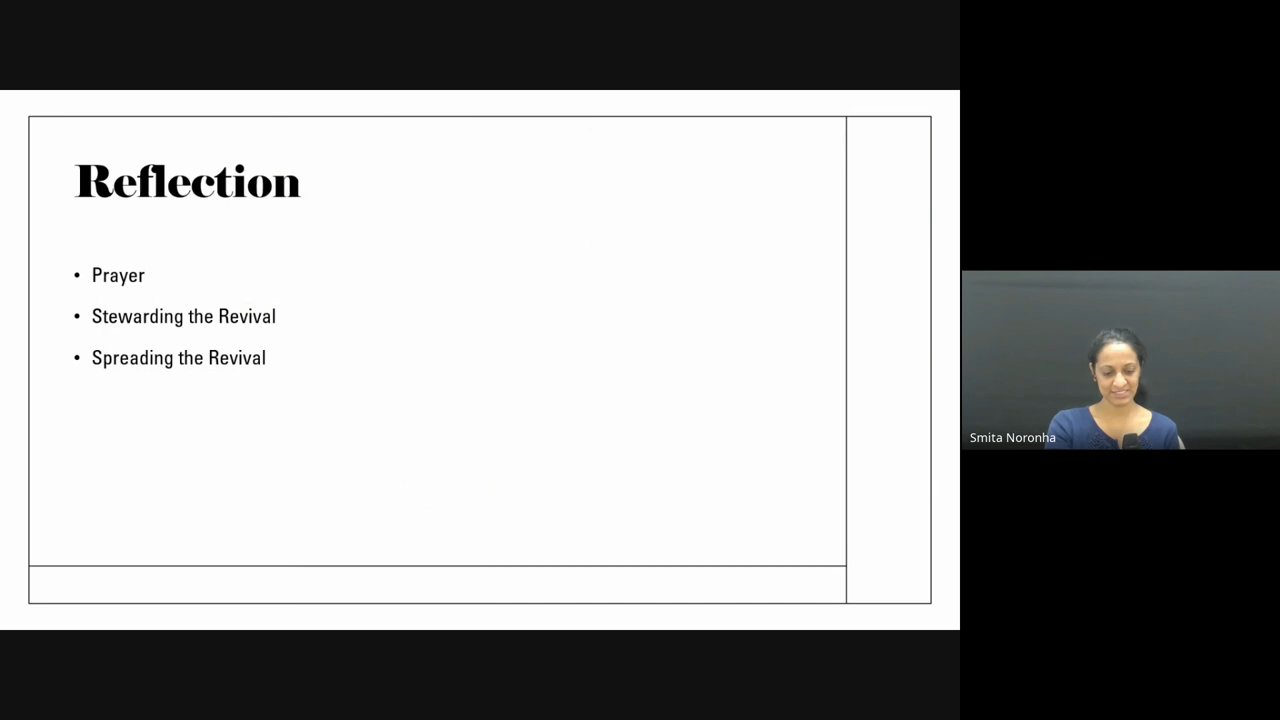 Reflection
• Prayer
• Stewarding the Revival
• Spreading the Revival
Smita Noronha